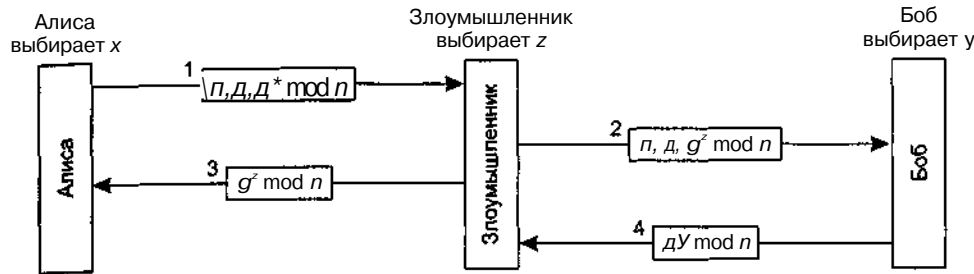 Алиса
выбирает x
Злоумышленник
выбирает z
Боб
выбирает y
1
\п,д,д* mod n
2
п, д, g^z mod n
3
g^z mod n
4
дУ mod n
Алиса
Злоумышленник
Боб